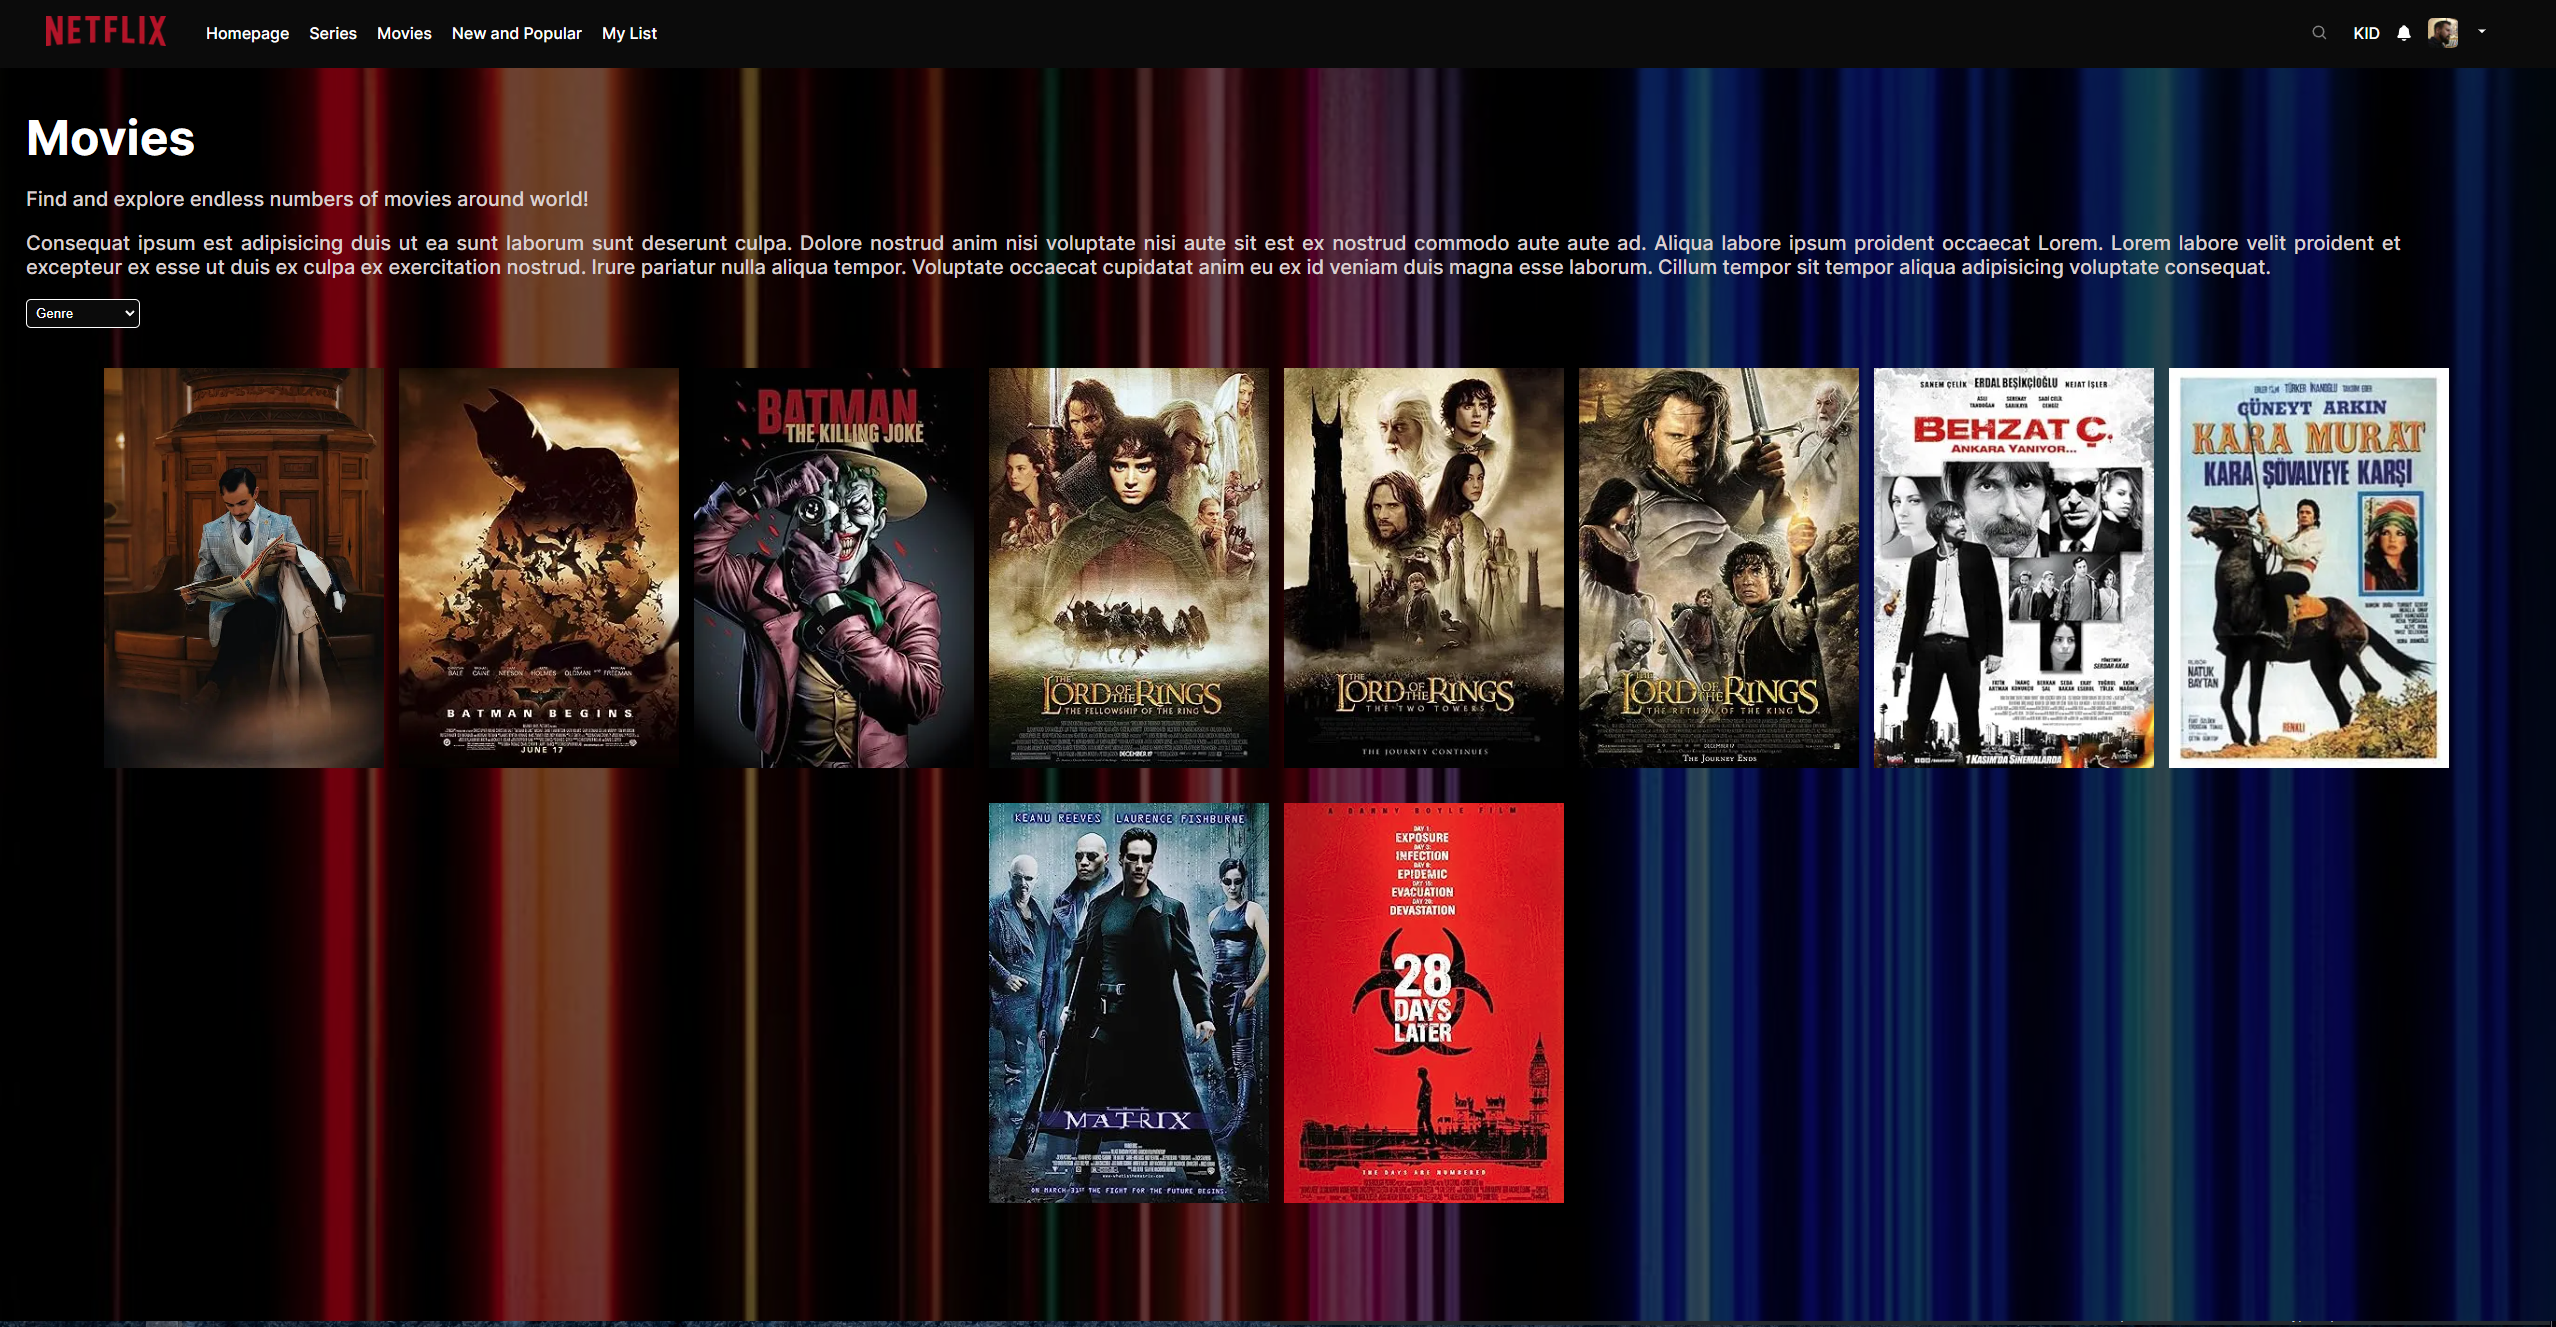 NETFLIX
Homepage Series Movies New and Popular My List
KID
Movies
Find and explore endless numbers of movies around world!
Consequat ipsum est adipisicing duis ut ea sunt laborum sunt deserunt culpa. Dolore nostrud anim nisi voluptate nisi aute sit est ex nostrud commodo aute aute ad. Aliqua labore ipsum proident occaecat Lorem. Lorem labore velit proident et
excepteur ex esse ut duis ex culpa ex exercitation nostrud. Irure pariatur nulla aliqua tempor. Voluptate occaecat cupidatat anim eu ex id veniam duis magna esse laborum. Cillum tempor sit tempor aliqua adipisicing voluptate consequat.
Genre
BALE CAINE NEESON HOLMES OLDMAN AND FREEMAN
BATMAN BEGINS
JUNE 17
BATMAN
THE KILLING JOKE
THE
LORD OF THE RINGS
THE FELLOWSHIP OF THE RING
THE
LORD OF THE RINGS
THE TWO TOWERS
THE JOURNEY CONTINUES
THE
LORD OF THE RINGS
THE RETURN OF THE KING
DECEMBER 17
THE JOURNEY ENDS
SANEM ÇELİK ERDAL BEŞİKÇİOĞLU NEJAT İŞLER
BEHZAT Ç.
ANKARA YANIYOR...
YÖNETMEN
SERDAR AKAR
1 KASIM'DA SİNEMALARDA
TÜRKER İNANOĞLU
CÜNEYT ARKIN
KARA MURAT
KARA ŞÖVALYEYE KARŞI
NATUK
BAYTAN
RENKLİ
KEANU REEVES LAURENCE FISHBURNE
THE
MATRIX
ON MARCH 31ST THE FIGHT FOR THE FUTURE BEGINS.
A DANNY BOYLE FILM
DAY 1:
EXPOSURE
DAY 3:
INFECTION
DAY 8:
EPIDEMIC
DAY 15:
EVACUATION
DAY 20:
DEVASTATION
28
DAYS
LATER
THE DAYS ARE NUMBERED